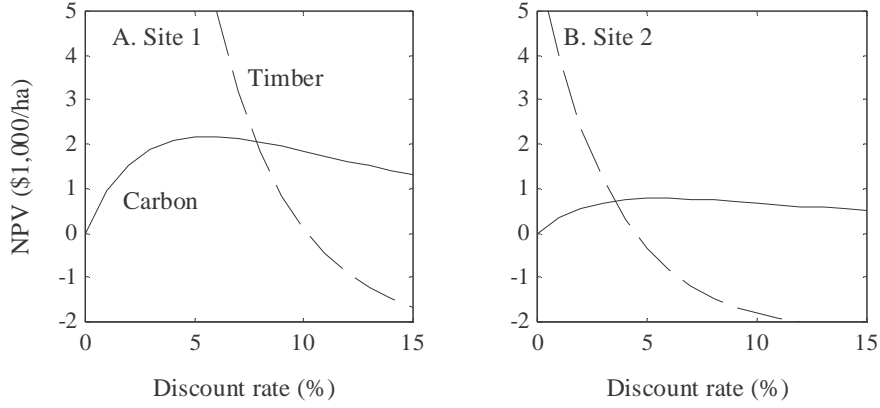 A. Site 1
Timber
Carbon
NPV ($1,000/ha)
5
4
3
2
1
0
-1
-2
0 5 10 15
Discount rate (%)
B. Site 2
5
4
3
2
1
0
-1
-2
0 5 10 15
Discount rate (%)